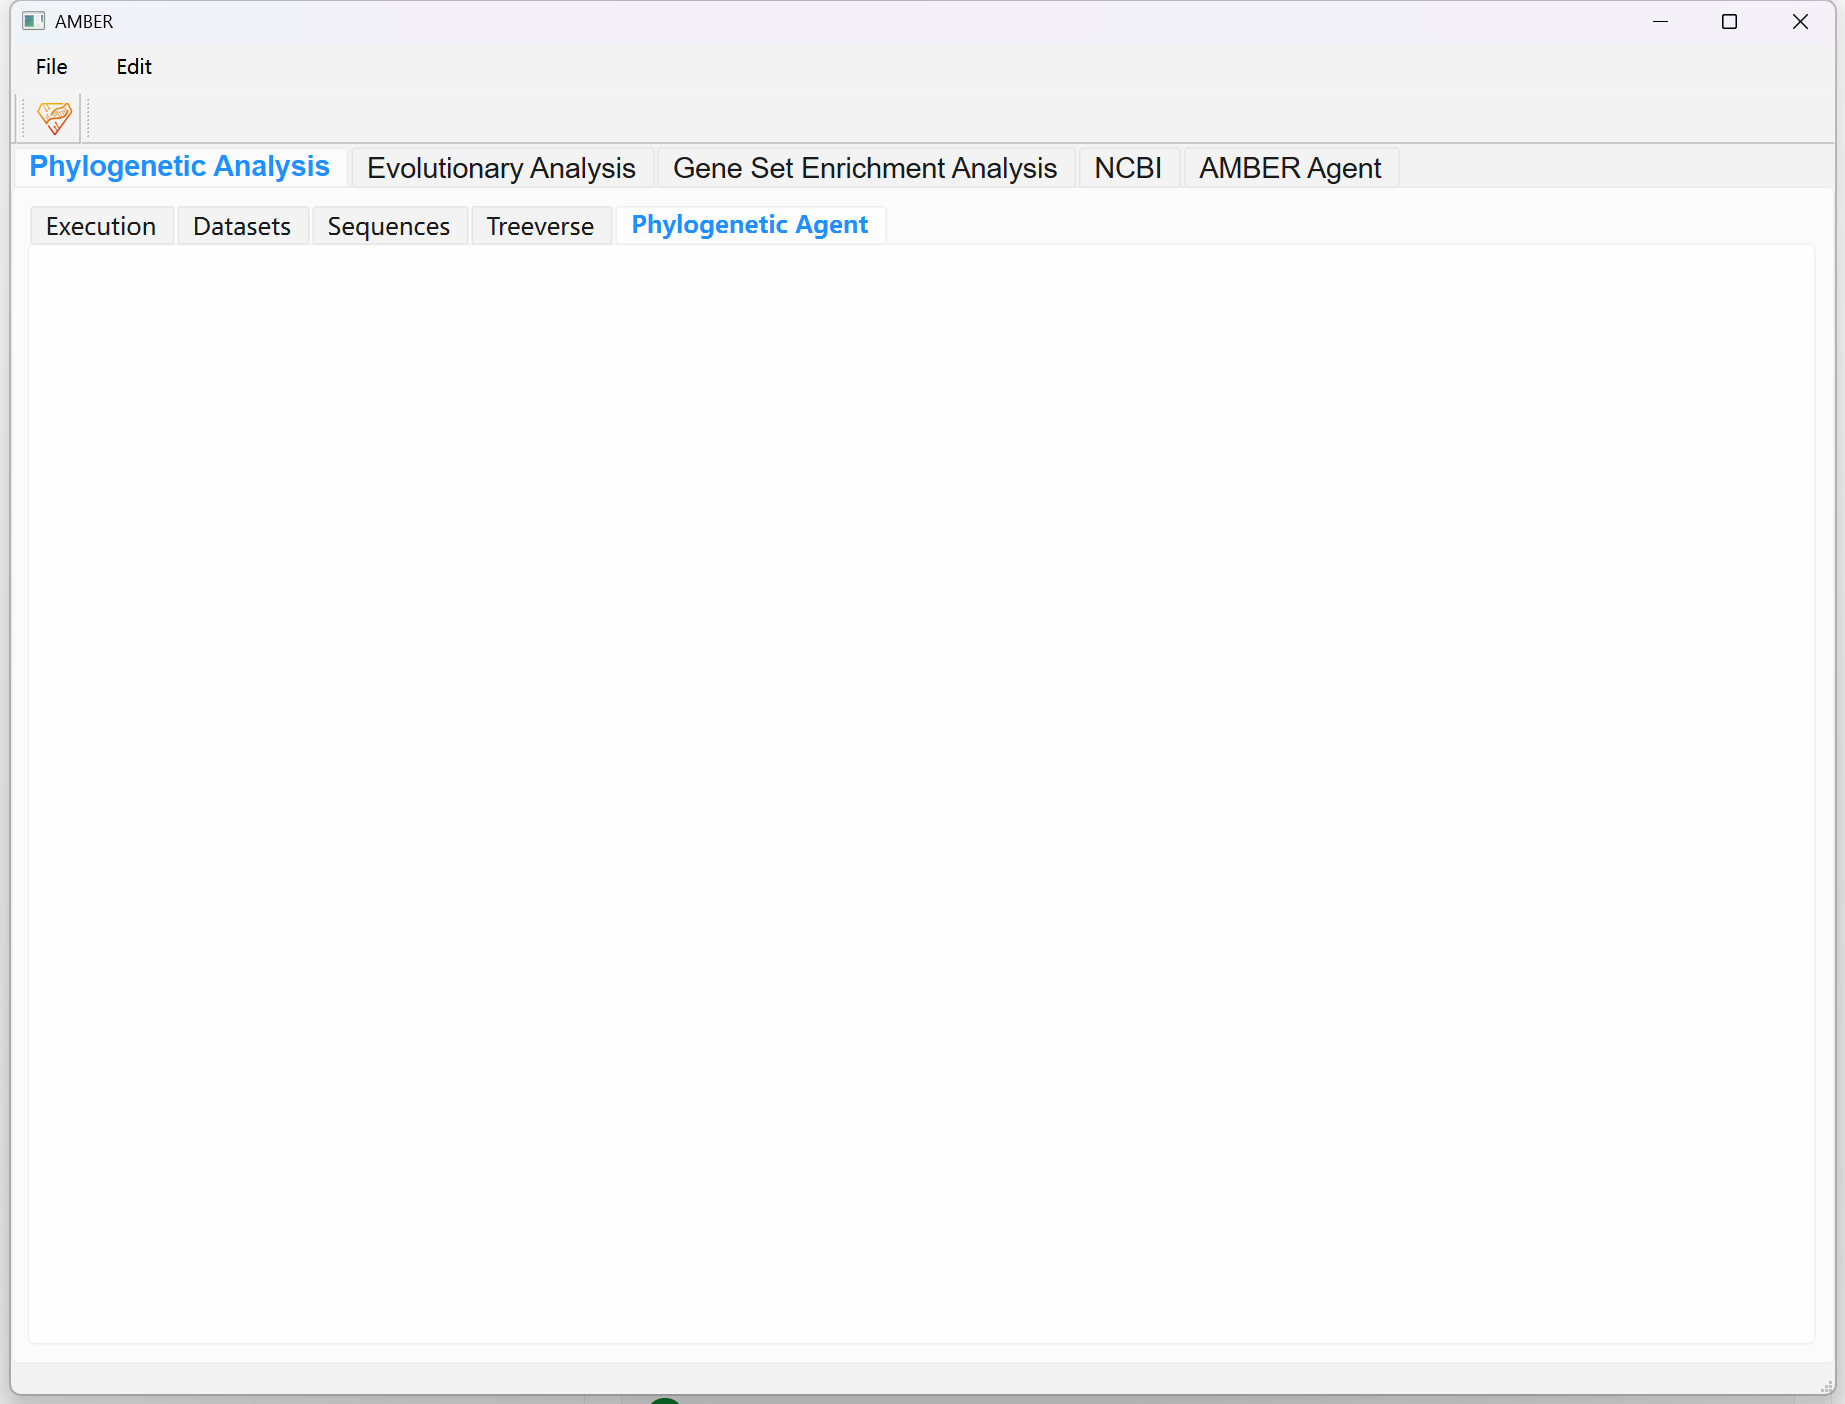 AMBER
File Edit
Phylogenetic Analysis Evolutionary Analysis Gene Set Enrichment Analysis NCBI AMBER Agent
Execution Datasets Sequences Treeverse Phylogenetic Agent